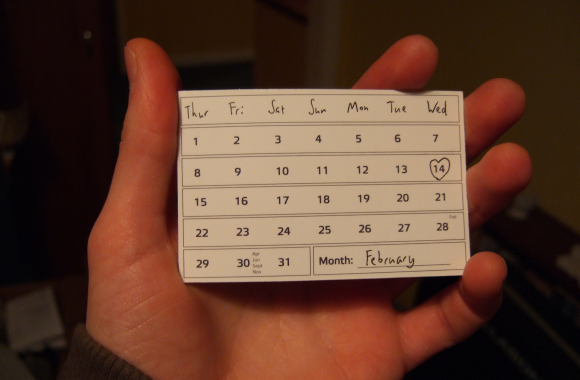 Thur Fri Sat Sun Mon Tue Wed
1 2 3 4 5 6 7
8 9 10 11 12 13 14
15 16 17 18 19 20 21
22 23 24 25 26 27 28 Feb
29 30 Apr Jun Sept Nov 31 Month: February